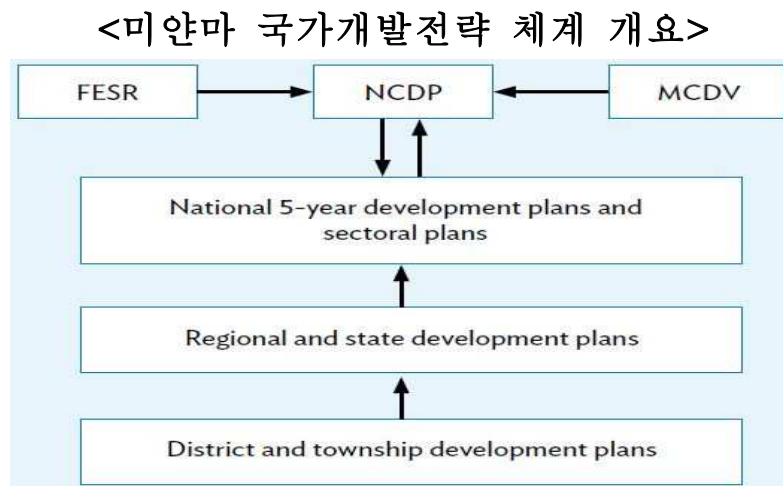 <미얀마 국가개발전략 체계 개요>
FESR
NCDP
MCDV
National 5-year development plans and
sectoral plans
Regional and state development plans
District and township development plans